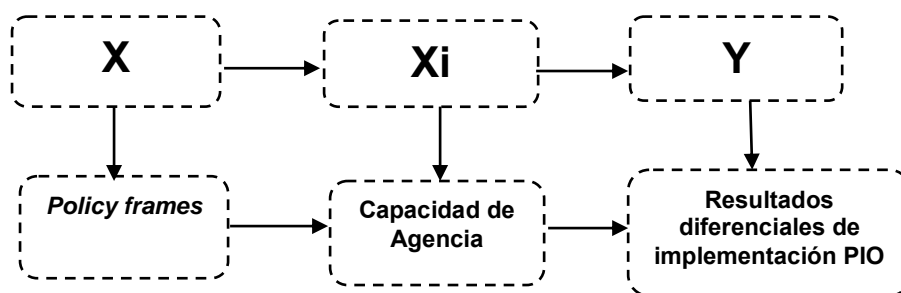 X
Xi
Y
Policy frames
Capacidad de
Agencia
Resultados
diferenciales de
implementación PIO